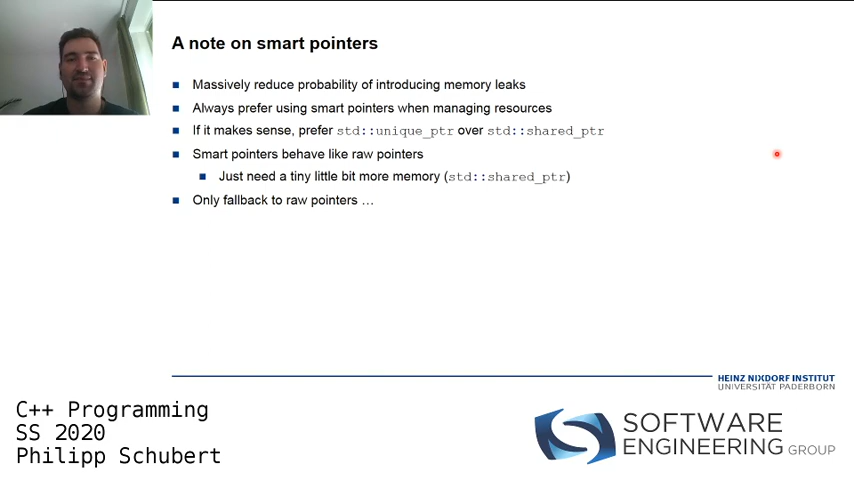 A note on smart pointers
Massively reduce probability of introducing memory leaks
Always prefer using smart pointers when managing resources
If it makes sense, prefer std::unique_ptr over std::shared_ptr
Smart pointers behave like raw pointers
Just need a tiny little bit more memory (std::shared_ptr)
Only fallback to raw pointers …
HEINZ NIXDORF INSTITUT
UNIVERSITÄT PADERBORN
C++ Programming
SS 2020
Philipp Schubert
SOFTWARE
ENGINEERING GROUP